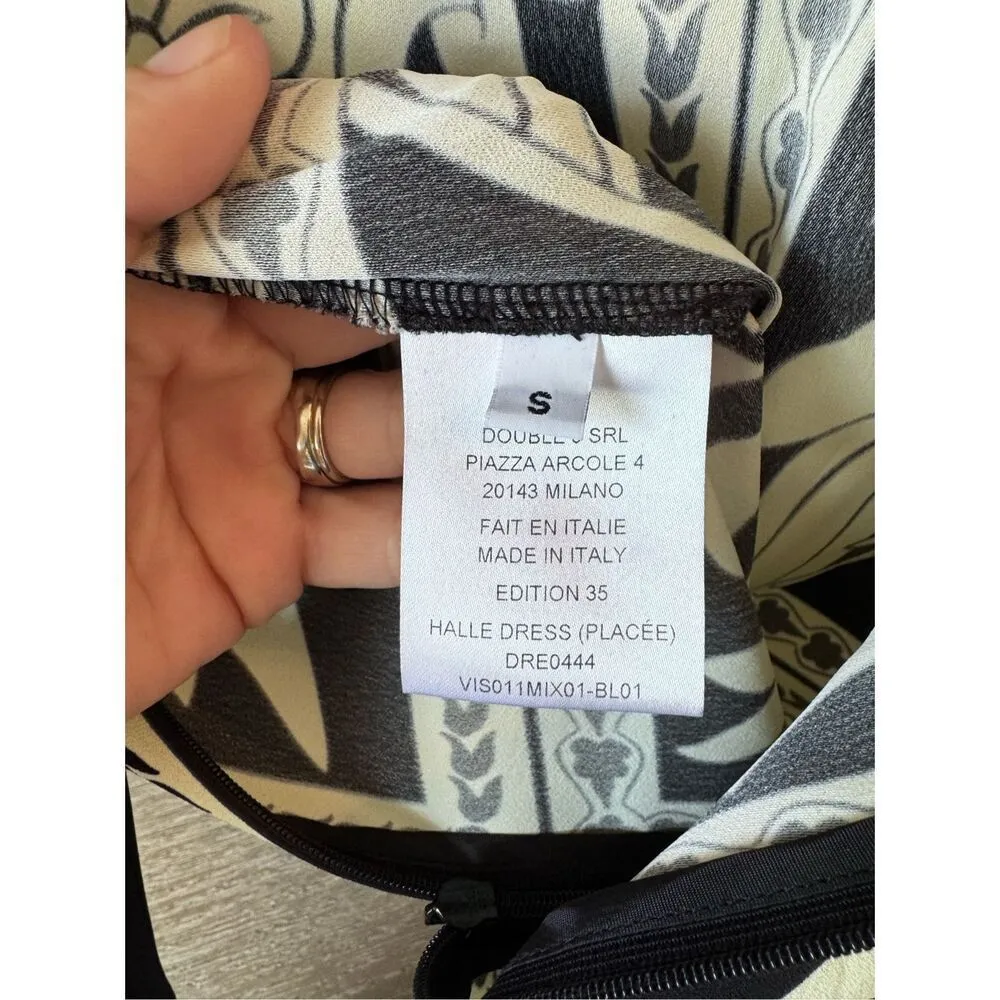 S
DOUBLE J SRL
PIAZZA ARCOLE 4
20143 MILANO
FAIT EN ITALIE
MADE IN ITALY
EDITION 35
HALLE DRESS (PLACÉE)
DRE0444
VIS011MIX01-BL01